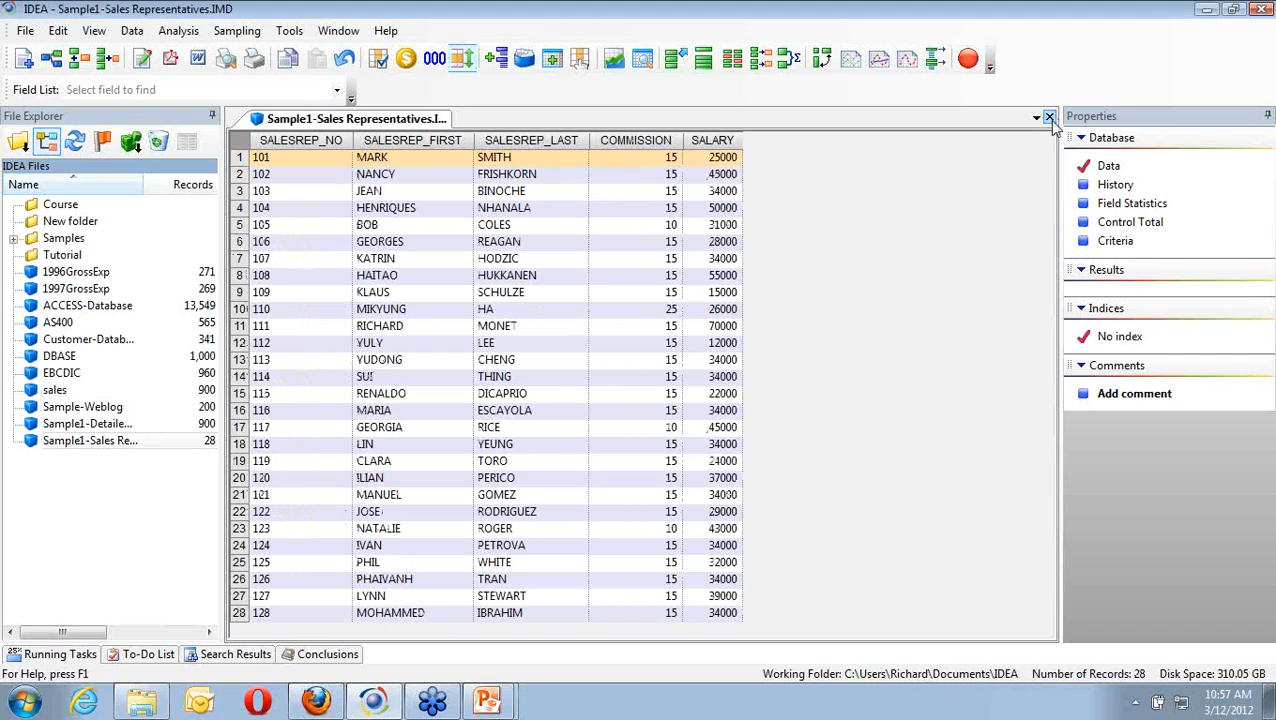 IDEA - Sample1-Sales Representatives.IMD
File Edit View Data Analysis Sampling Tools Window Help
Field List: Select field to find
File Explorer
IDEA Files
Name Records
Course
New folder
Samples
Tutorial
1996GrossExp 271
1997GrossExp 269
ACCESS-Database 13,549
AS400 565
Customer-Datab... 341
DBASE 1,000
EBCDIC 960
sales 900
Sample-Weblog 200
Sample1-Detaile... 900
Sample1-Sales Re... 28
Sample1-Sales Representatives.I...
SALESREP_NO SALESREP_FIRST SALESREP_LAST COMMISSION SALARY
1 101 MARK SMITH 15 25000
2 102 NANCY FRISHKORN 15 45000
3 103 JEAN BINOCHE 15 34000
4 104 HENRIQUES NHANALA 15 50000
5 105 BOB COLES 10 31000
6 106 GEORGES REAGAN 15 28000
7 107 KATRIN HODZIC 15 34000
8 108 HAITAO HUKKANEN 15 55000
9 109 KLAUS SCHULZE 15 15000
10 110 MIKYUNG HA 25 26000
11 111 RICHARD MONET 15 70000
12 112 YULY LEE 15 12000
13 113 YUDONG CHENG 15 34000
14 114 SUI THING 15 34000
15 115 RENALDO DICAPRIO 15 22000
16 116 MARIA ESCAYOLA 15 34000
17 117 GEORGIA RICE 10 45000
18 118 LIN YEUNG 15 34000
19 119 CLARA TORO 15 24000
20 120 ILIAN PERICO 15 37000
21 121 MANUEL GOMEZ 15 34000
22 122 JOSE RODRIGUEZ 15 29000
23 123 NATALIE ROGER 10 43000
24 124 IVAN PETROVA 15 34000
25 125 PHIL WHITE 15 32000
26 126 PHAIVANH TRAN 15 34000
27 127 LYNN STEWART 15 39000
28 128 MOHAMMED IBRAHIM 15 34000
Properties
Database
Data
History
Field Statistics
Control Total
Criteria
Results
Indices
No index
Comments
Add comment
Running Tasks To-Do List Search Results Conclusions
For Help, press F1 Working Folder: C:\Users\Richard\Documents\IDEA Number of Records: 28 Disk Space: 310.05 GB
10:57 AM
3/12/2012